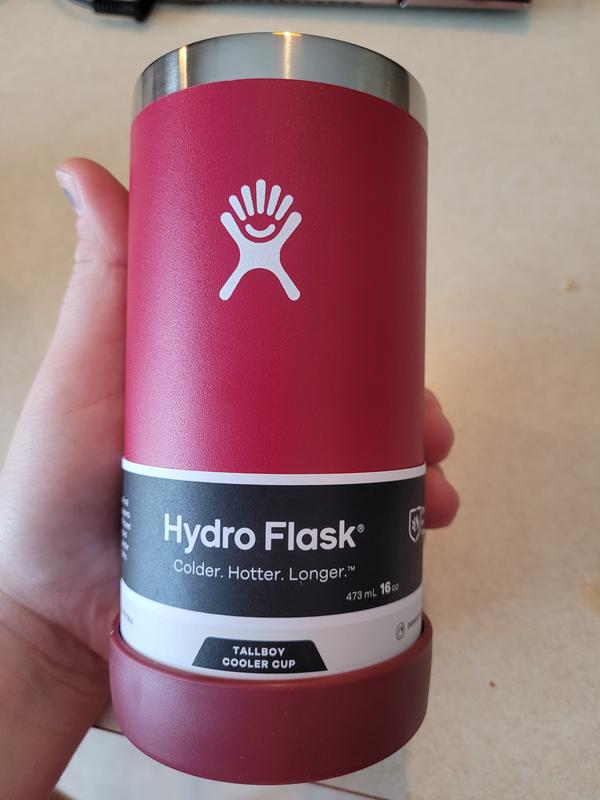 Hydro Flask®
Colder. Hotter. Longer.™
473 mL 16 oz
TALLBOY
COOLER CUP